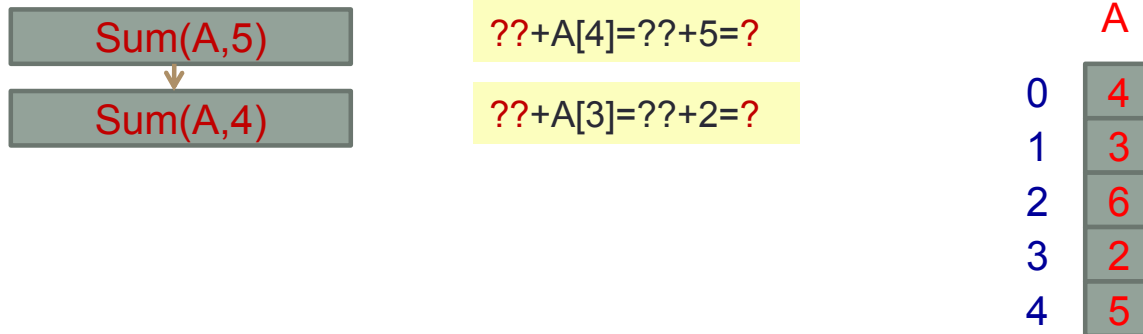 Sum(A,5)
??+A[4]=??+5=?
A
Sum(A,4)
??+A[3]=??+2=?
0 4
1 3
2 6
3 2
4 5